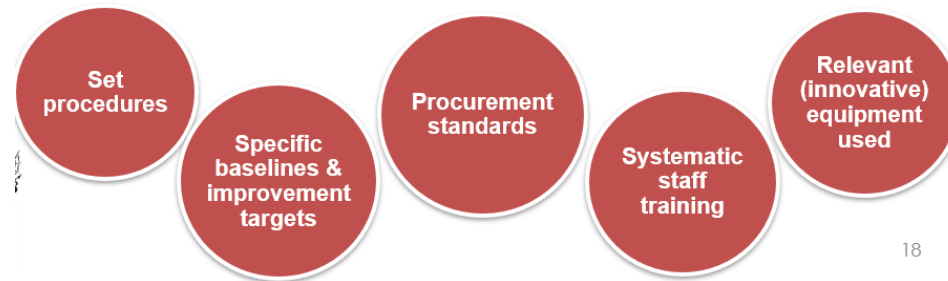 Set
procedures
Specific
baselines &
improvement
targets
Procurement
standards
Systematic
staff
training
Relevant
(innovative)
equipment
used
18